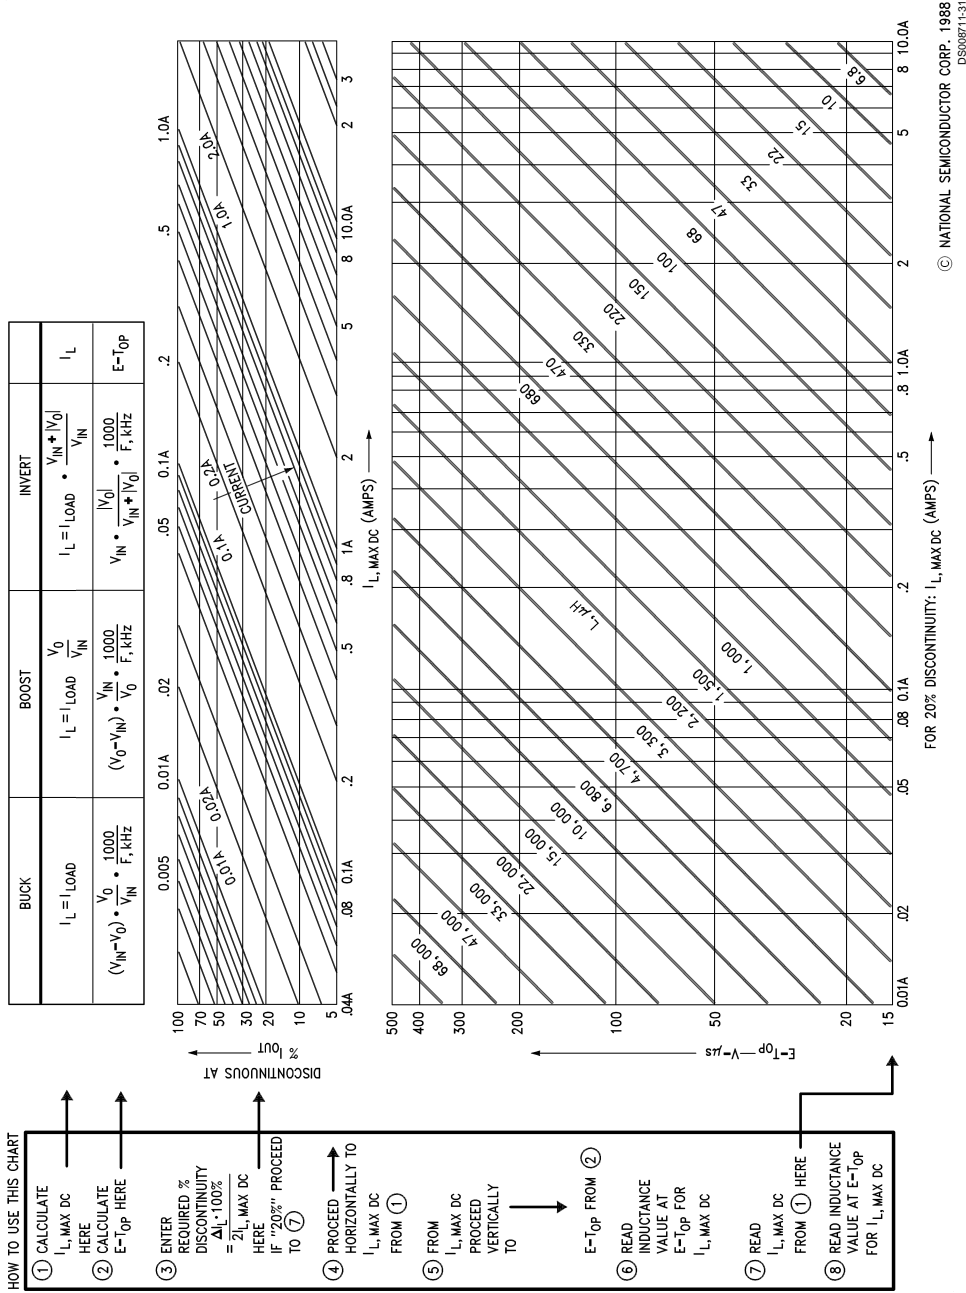 HOW TO USE THIS CHART
① CALCULATE
I_L, MAX DC
HERE
② CALCULATE
E–T_OP HERE
③ ENTER
REQUIRED %
DISCONTINUITY
= ΔI_L · 100% / 2I_L, MAX DC
HERE
IF "20%" PROCEED
TO ⑦
④ PROCEED
HORIZONTALLY TO
I_L, MAX DC
FROM ①
⑤ FROM
I_L, MAX DC
PROCEED
VERTICALLY
TO
E–T_OP FROM ②
⑥ READ
INDUCTANCE
VALUE AT
E–T_OP FOR
I_L, MAX DC
⑦ READ
I_L, MAX DC
FROM ① HERE
⑧ READ INDUCTANCE
VALUE AT E–T_OP
FOR I_L, MAX DC
BUCK BOOST INVERT
I_L = I_LOAD
I_L = I_LOAD V_O / V_IN
I_L = I_LOAD • (V_IN + |V_O|) / V_IN
I_L
(V_IN–V_O) • V_O / V_IN • 1000 / F, kHz
(V_O–V_IN) • V_IN / V_O • 1000 / F, kHz
V_IN • |V_O| / (V_IN + |V_O|) • 1000 / F, kHz
E–T_OP
0.005 0.01A .02 .05 0.1A .2 .5 1.0A
DISCONTINUOUS AT
% I_OUT
100
70
50
30
20
10
5
0.01A
0.02A
0.1A
0.2A
CURRENT
1.0A
2.0A
.04A .08 0.1A .2 .5 .8 1A 2 5 8 10.0A 2 3
I_L, MAX DC (AMPS)
E–T_OP—V–μs
500
400
300
200
100
50
20
15
68,000
47,000
33,000
22,000
15,000
10,000
6,800
4,700
3,300
2,200
1,500
1,000
L, μH
680
470
330
220
150
100
68
47
33
22
15
10
6.8
0.01A .02 .05 .08 0.1A .2 .5 .8 1.0A 2 5 8 10.0A
FOR 20% DISCONTINUITY: I_L, MAX DC (AMPS)
© NATIONAL SEMICONDUCTOR CORP. 1988
DS008711-31